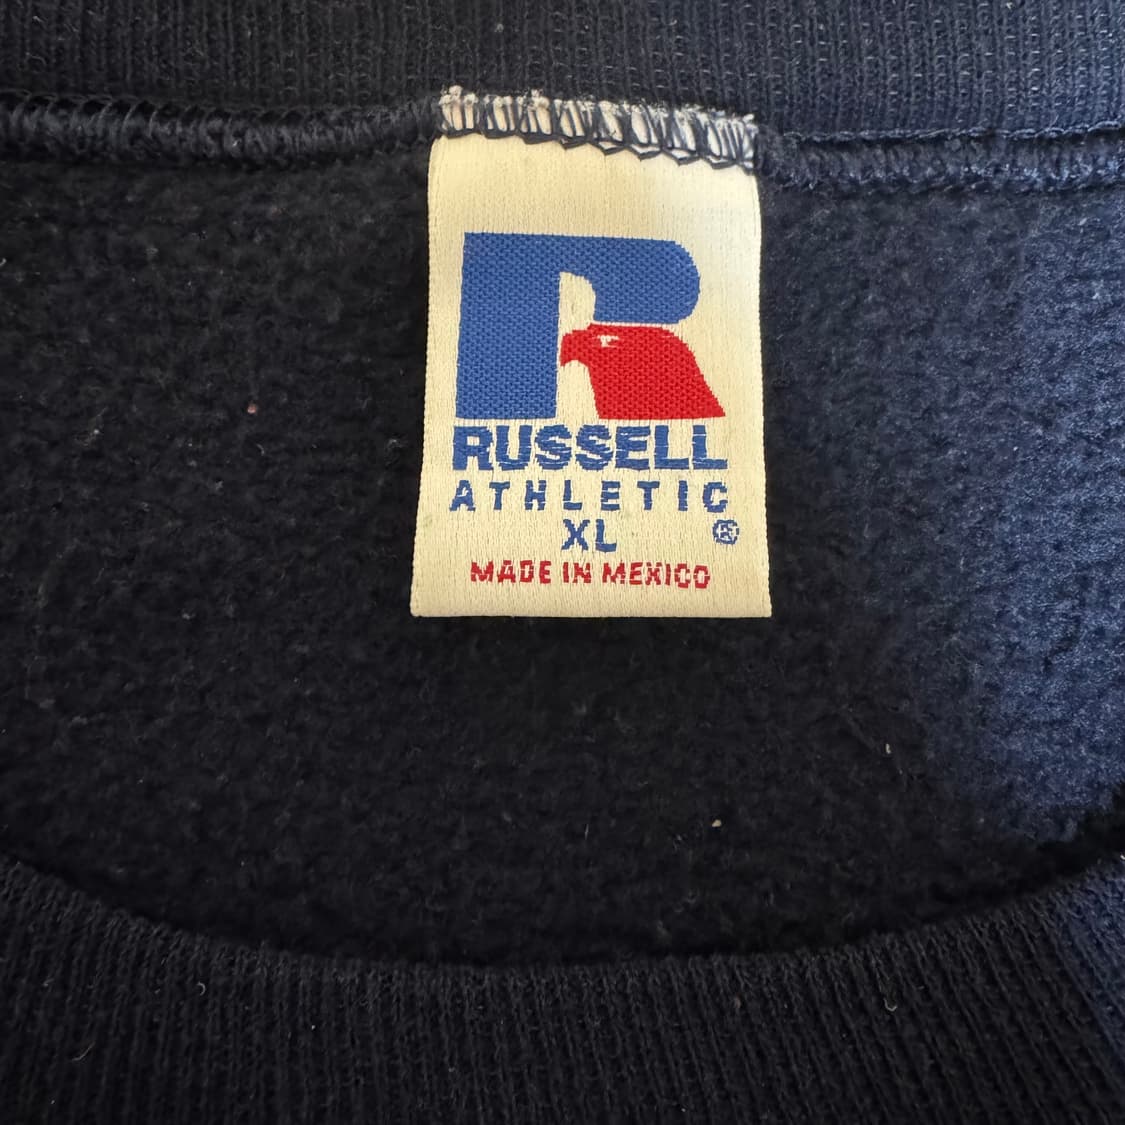 R
RUSSELL
ATHLETIC
XL ®
MADE IN MEXICO